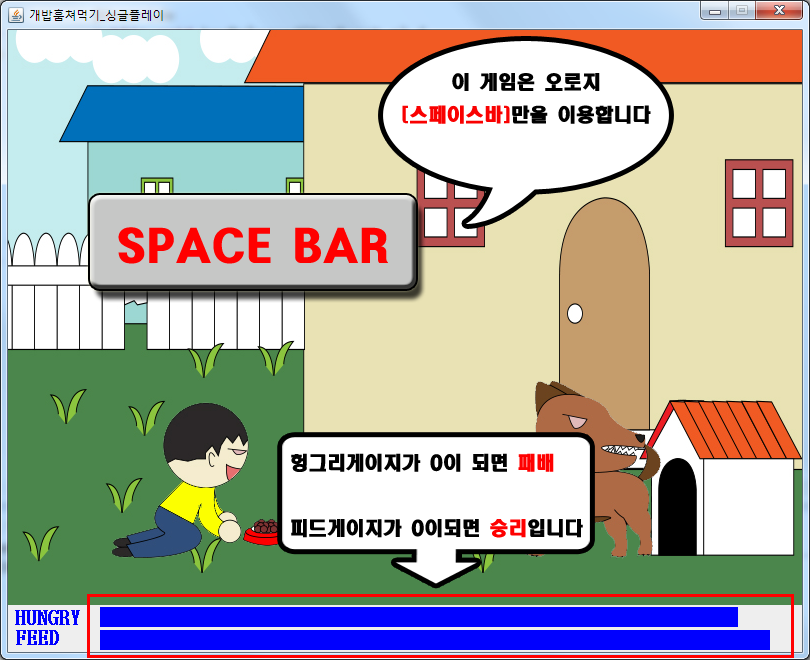 개밥훔쳐먹기_싱글플레이
이 게임은 오로지
[스페이스바]만을 이용합니다
SPACE BAR
헝그리게이지가 0이 되면 패배
피드게이지가 0이되면 승리입니다
HUNGRY
FEED